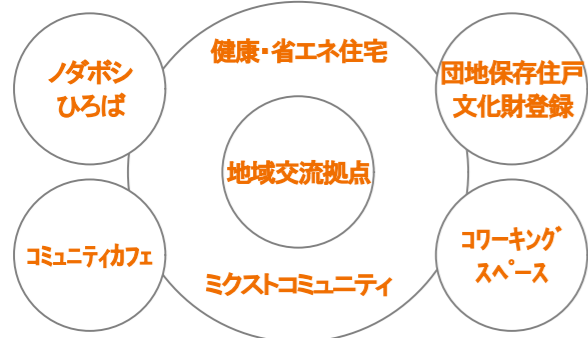 健康・省エネ住宅
ノダボシ
ひろば
団地保存住戸
文化財登録
地域交流拠点
コミュニティカフェ
コワーキング
スペース
ミクストコミュニティ